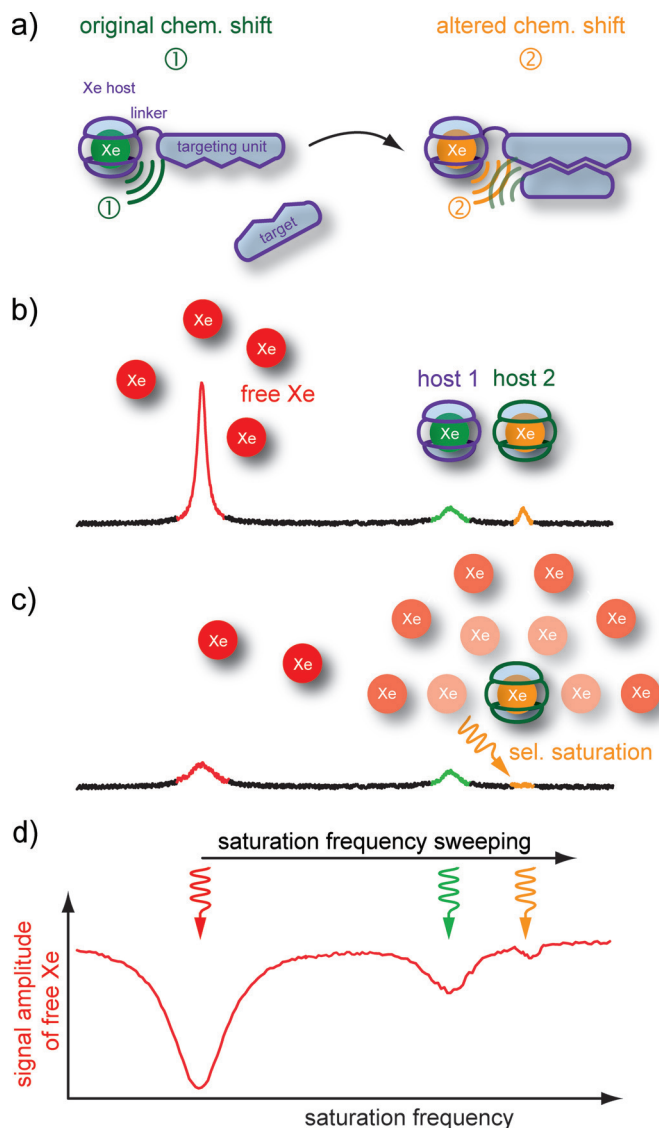 a)
original chem. shift
①
altered chem. shift
②
Xe host
linker
Xe
targeting unit
①
target
Xe
②
b)
Xe
Xe
Xe
Xe
free Xe
host 1
host 2
Xe
Xe
c)
Xe
Xe
Xe
Xe
Xe
Xe
Xe
Xe
Xe
Xe
Xe
Xe
Xe
sel. saturation
d)
saturation frequency sweeping
signal amplitude
of free Xe
saturation frequency